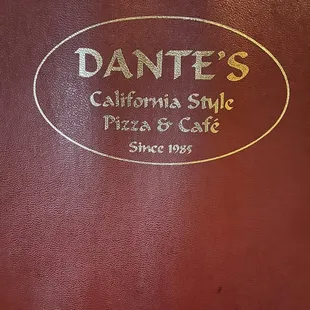 DANTE'S
California Style
Pizza & Café
Since 1985